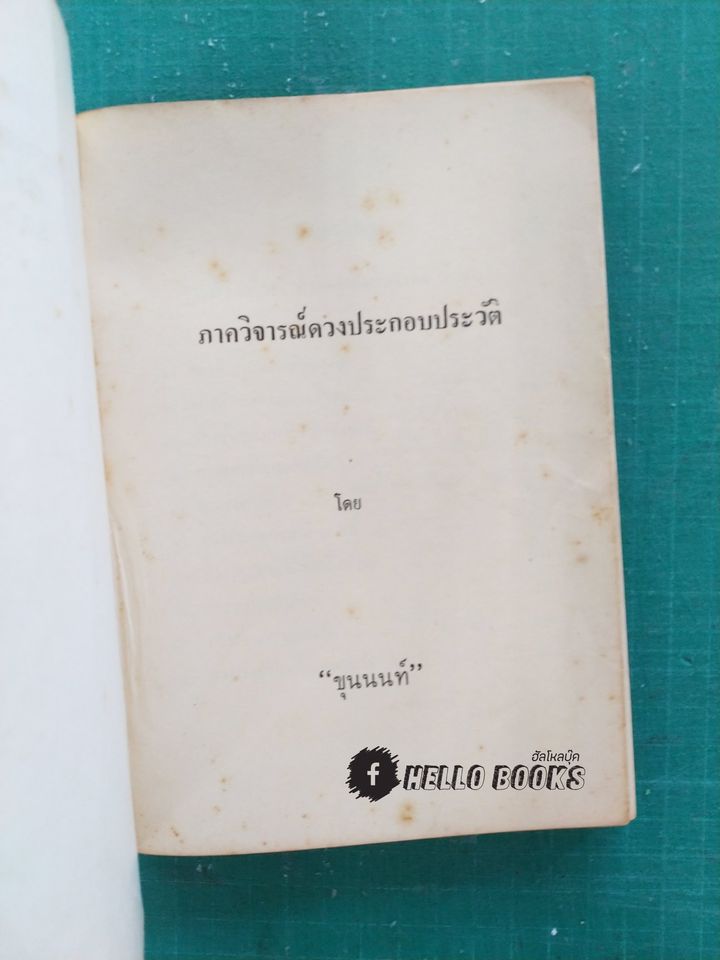 ภาควิจารณ์ดวงประกอบประวัติ
โดย
“ขุนนนท์”
ฮัลโหลบุ๊ค
f HELLO BOOKS